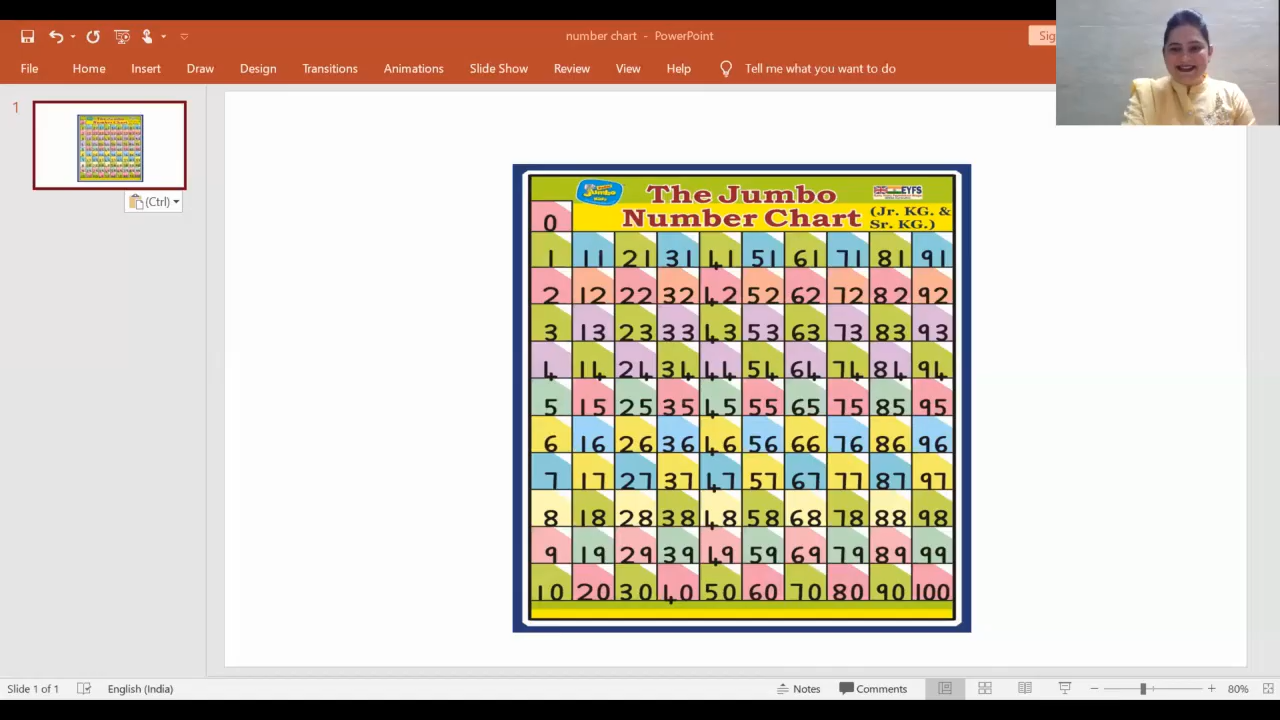 number chart - PowerPoint
Sig
File Home Insert Draw Design Transitions Animations Slide Show Review View Help Tell me what you want to do
1
(Ctrl)
Jumbo
KIDS
The Jumbo
EYFS
Number Chart
(Jr. KG. &
Sr. KG.)
0
1 11 21 31 41 51 61 71 81 91
2 12 22 32 42 52 62 72 82 92
3 13 23 33 43 53 63 73 83 93
4 14 24 34 44 54 64 74 84 94
5 15 25 35 45 55 65 75 85 95
6 16 26 36 46 56 66 76 86 96
7 17 27 37 47 57 67 77 87 97
8 18 28 38 48 58 68 78 88 98
9 19 29 39 49 59 69 79 89 99
10 20 30 40 50 60 70 80 90 100
Slide 1 of 1 English (India) Notes Comments 80%